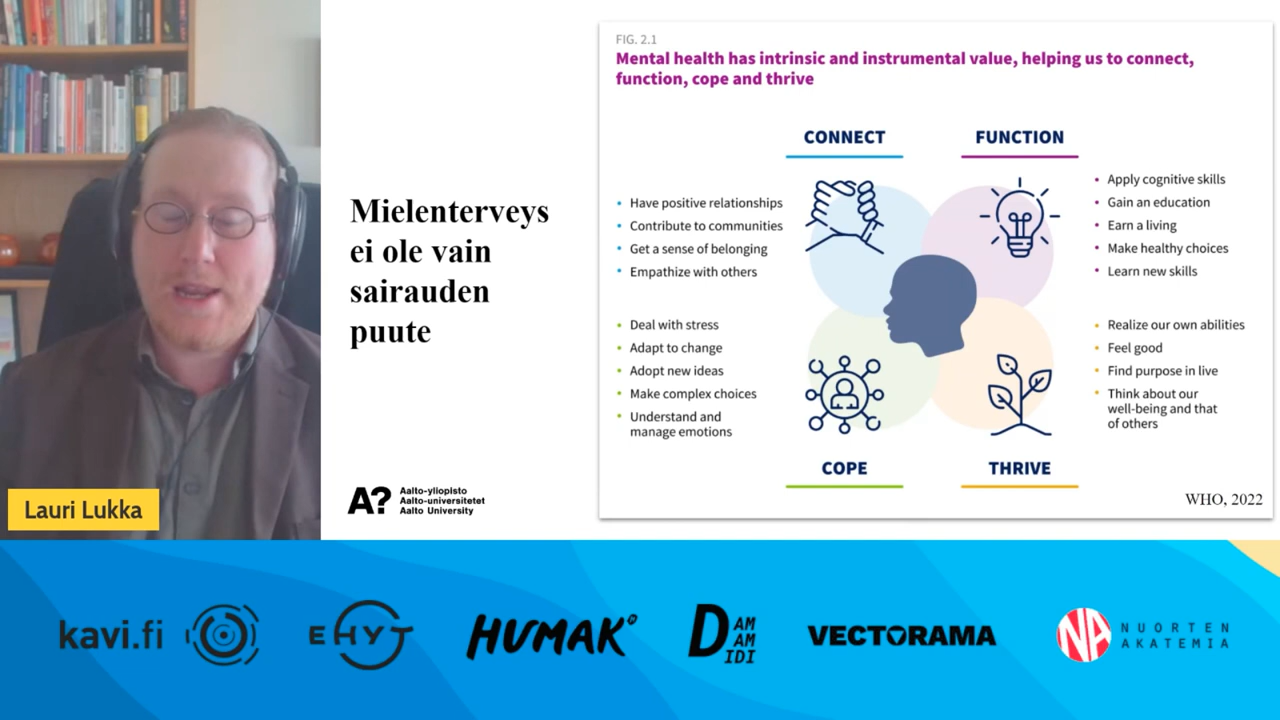 Lauri Lukka
Mielenterveys
ei ole vain
sairauden
puute
A?
Aalto-yliopisto
Aalto-universitetet
Aalto University
FIG. 2.1
Mental health has intrinsic and instrumental value, helping us to connect,
function, cope and thrive
CONNECT
Have positive relationships
Contribute to communities
Get a sense of belonging
Empathize with others
FUNCTION
Apply cognitive skills
Gain an education
Earn a living
Make healthy choices
Learn new skills
Deal with stress
Adapt to change
Adopt new ideas
Make complex choices
Understand and
manage emotions
COPE
Realize our own abilities
Feel good
Find purpose in live
Think about our
well-being and that
of others
THRIVE
WHO, 2022
kavi.fi
EHYT
HUMAK
DAMAMIDI
VECTORAMA
NA
NUORTEN
AKATEMIA